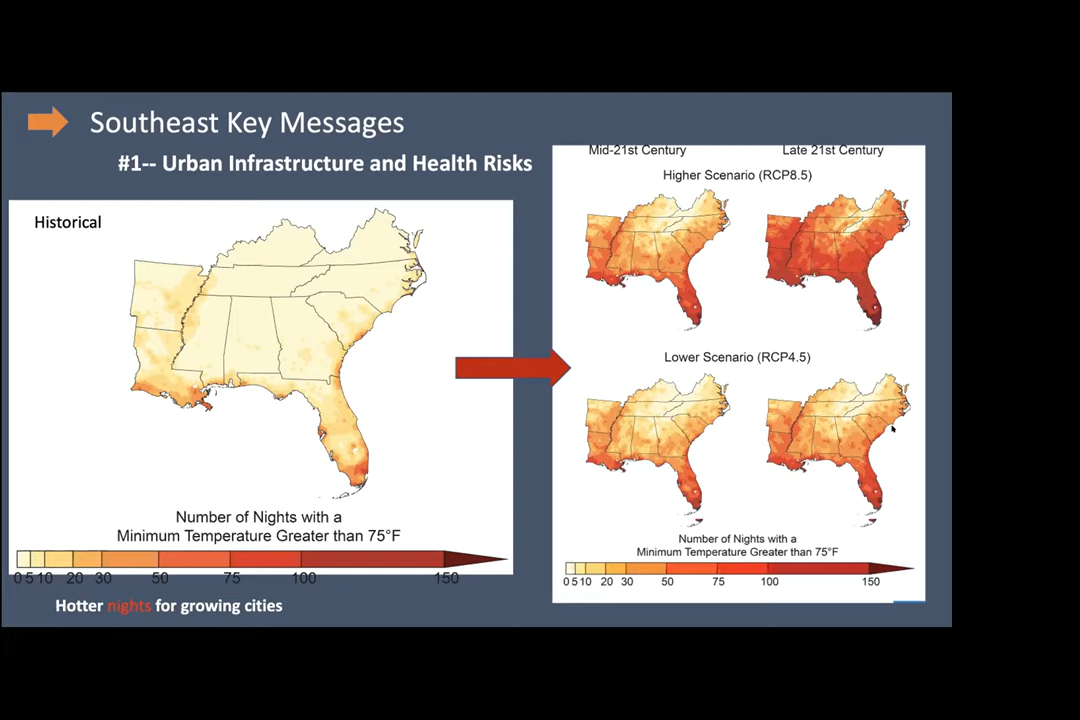 Southeast Key Messages
#1-- Urban Infrastructure and Health Risks
Historical
Number of Nights with a
Minimum Temperature Greater than 75°F
0 5 10 20 30 50 75 100 150
Hotter nights for growing cities
Mid-21st Century Late 21st Century
Higher Scenario (RCP8.5)
Lower Scenario (RCP4.5)
Number of Nights with a
Minimum Temperature Greater than 75°F
0 5 10 20 30 50 75 100 150